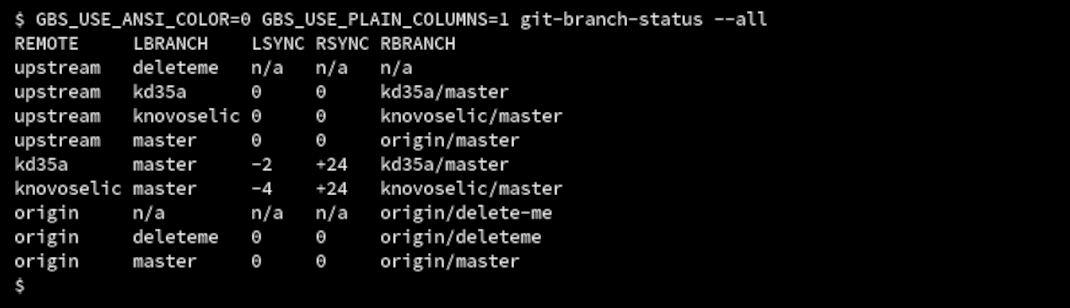 $ GBS_USE_ANSI_COLOR=0 GBS_USE_PLAIN_COLUMNS=1 git-branch-status --all
REMOTE     LBRANCH    LSYNC RSYNC RBRANCH
upstream   deleteme   n/a   n/a   n/a
upstream   kd35a      0     0     kd35a/master
upstream   knovoselic 0     0     knovoselic/master
upstream   master     0     0     origin/master
kd35a      master     -2    +24   kd35a/master
knovoselic master     -4    +24   knovoselic/master
origin     n/a        n/a   n/a   origin/delete-me
origin     deleteme   0     0     origin/deleteme
origin     master     0     0     origin/master
$